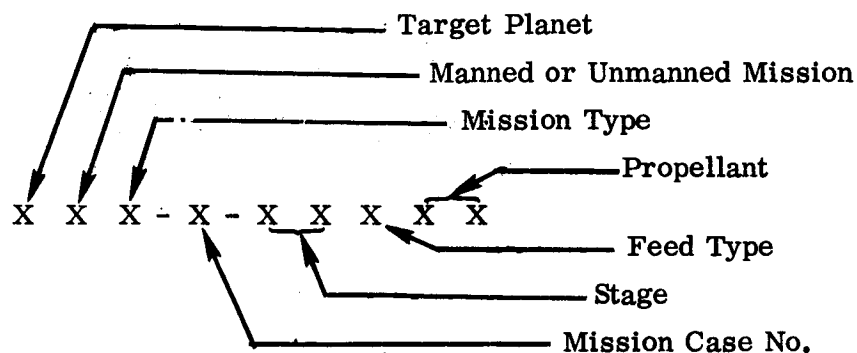 Target Planet
Manned or Unmanned Mission
Mission Type
Propellant
X X X - X - X X X X X
Feed Type
Stage
Mission Case No.